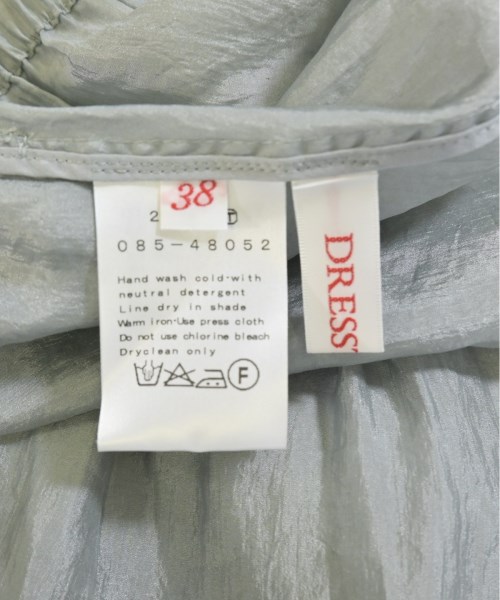 38
2
085-48052
Hand wash cold·with
neutral detergent
Line dry in shade
Warm iron·Use press cloth
Do not use chlorine bleach
Dryclean only
F
DRESS